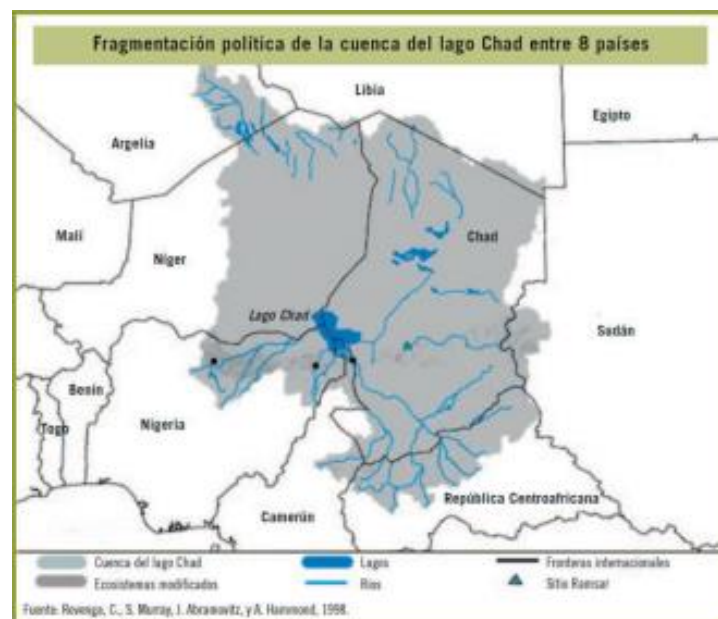 Fragmentación política de la cuenca del lago Chad entre 8 países
Libia
Egipto
Argelia
Malí
Níger
Chad
Lago Chad
Sudán
Benin
Togo
Nigeria
República Centroafricana
Camerún
Cuenca del lago Chad
Lagos
Fronteras internacionales
Ecosistemas modificados
Ríos
Sitio Ramsar
Fuente: Revenga, C., S. Murray, J. Abramovitz, y A. Hammond, 1998.